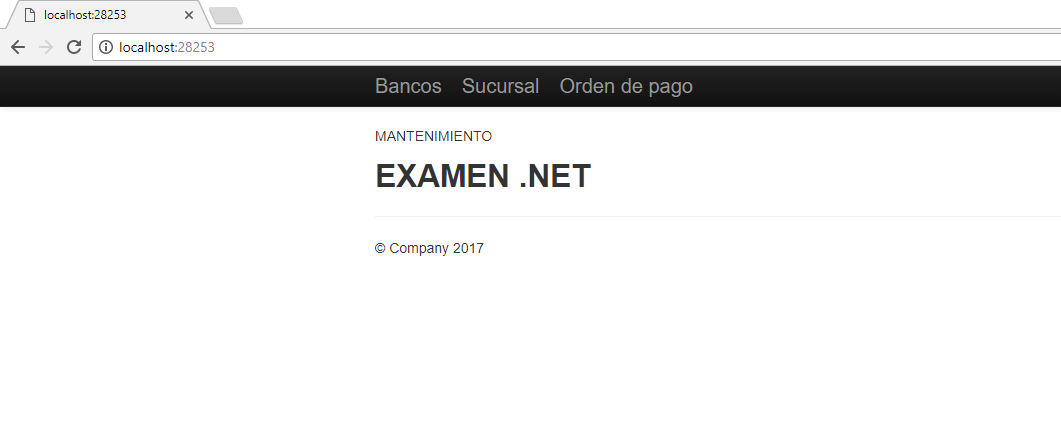 localhost:28253
localhost:28253
Bancos Sucursal Orden de pago
MANTENIMIENTO
EXAMEN .NET
© Company 2017